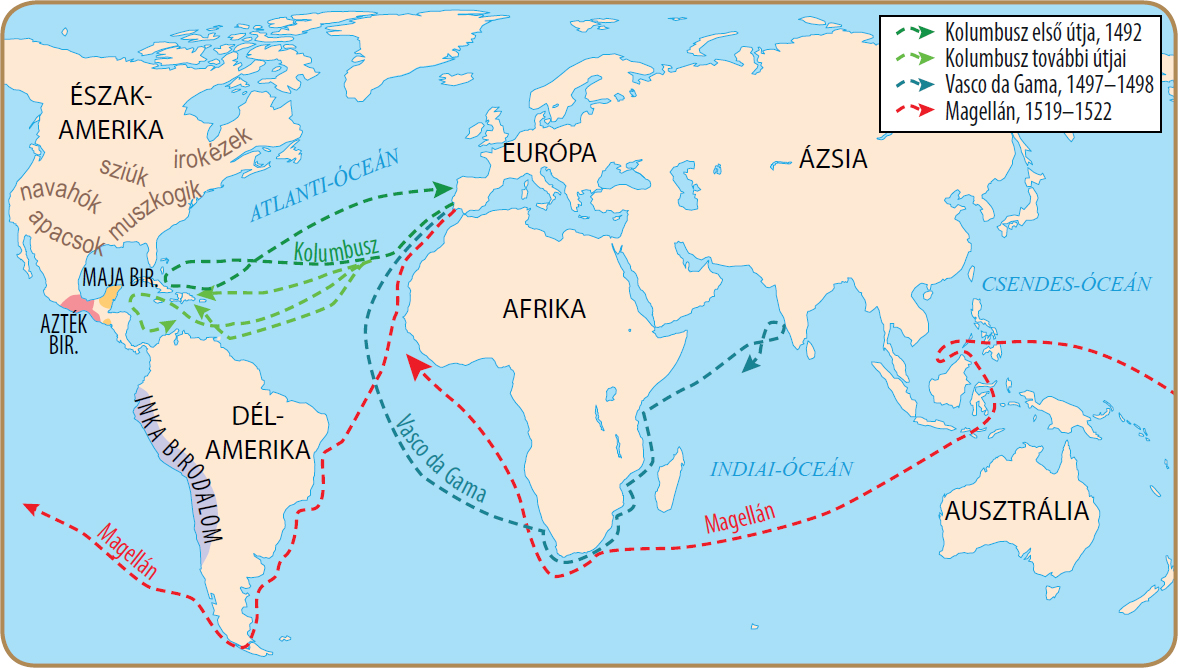 Kolumbusz első útja, 1492
Kolumbusz további útjai
Vasco da Gama, 1497–1498
Magellán, 1519–1522
ÉSZAK-
AMERIKA
irokézek
sziúk
navahók
muszkogik
apacsok
ATLANTI-ÓCEÁN
EURÓPA
ÁZSIA
Kolumbusz
MAJA BIR.
AZTÉK
BIR.
CSENDES-ÓCEÁN
AFRIKA
INKA BIRODALOM
DÉL-
AMERIKA
Vasco da Gama
INDIAI-ÓCEÁN
AUSZTRÁLIA
Magellán
Magellán